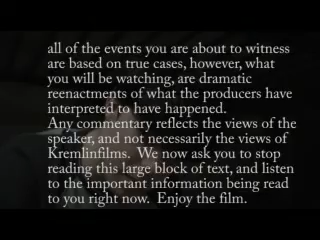 all of the events you are about to witness
are based on true cases, however, what
you will be watching, are dramatic
reenactments of what the producers have
interpreted to have happened.
Any commentary reflects the views of the
speaker, and not necessarily the views of
Kremlinfilms.  We now ask you to stop
reading this large block of text, and listen
to the important information being read
to you right now.  Enjoy the film.